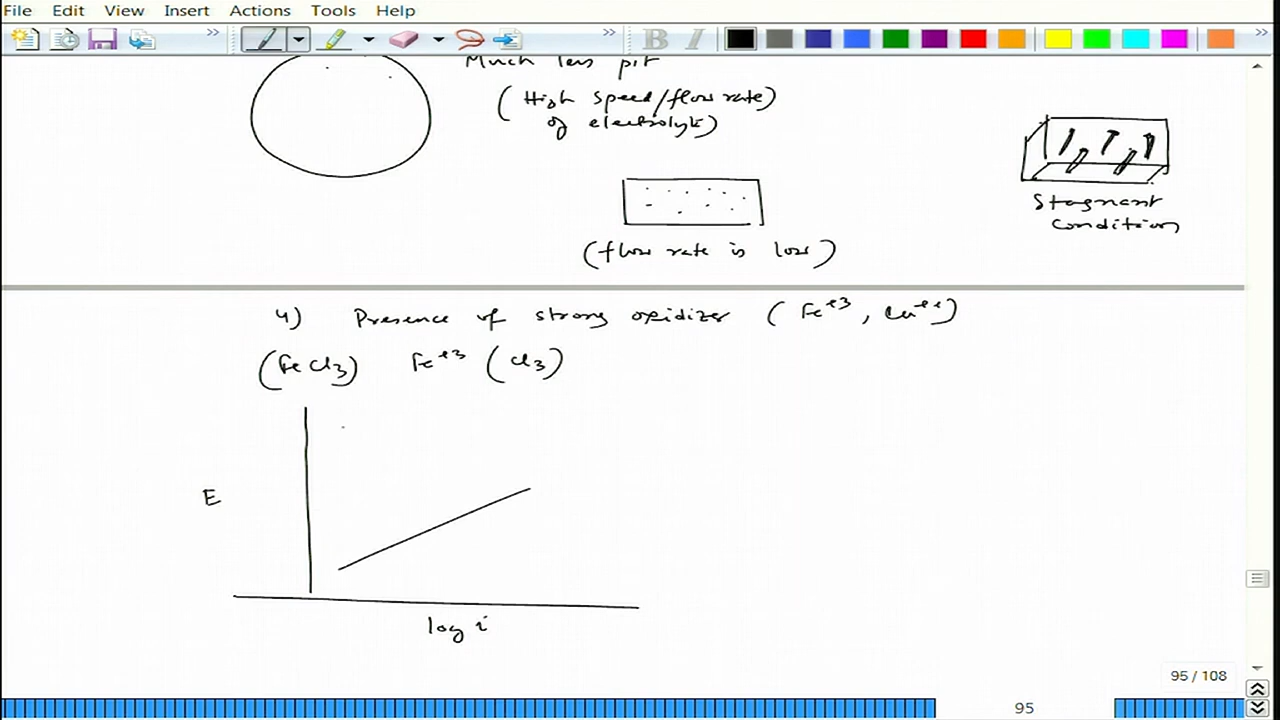 File Edit View Insert Actions Tools Help
Much less pit
(High speed/flow rate)
of electrolyte)
Stagnant
condition
(flow rate is low)
4) Presence of strong oxidizer (Fe+3, Cu+2)
(FeCl3) Fe+3 (Cl3)
E
log i
95 / 108
95